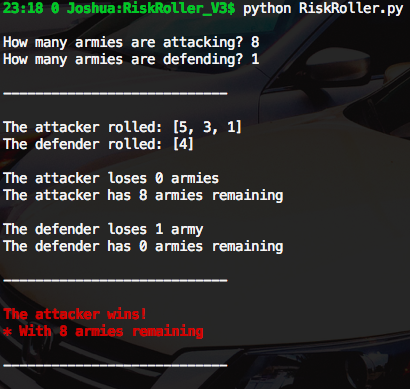 23:18 0 Joshua:RiskRoller_V3$ python RiskRoller.py
How many armies are attacking? 8
How many armies are defending? 1
----------------------------
The attacker rolled: [5, 3, 1]
The defender rolled: [4]
The attacker loses 0 armies
The attacker has 8 armies remaining
The defender loses 1 army
The defender has 0 armies remaining
----------------------------
The attacker wins!
* With 8 armies remaining
----------------------------